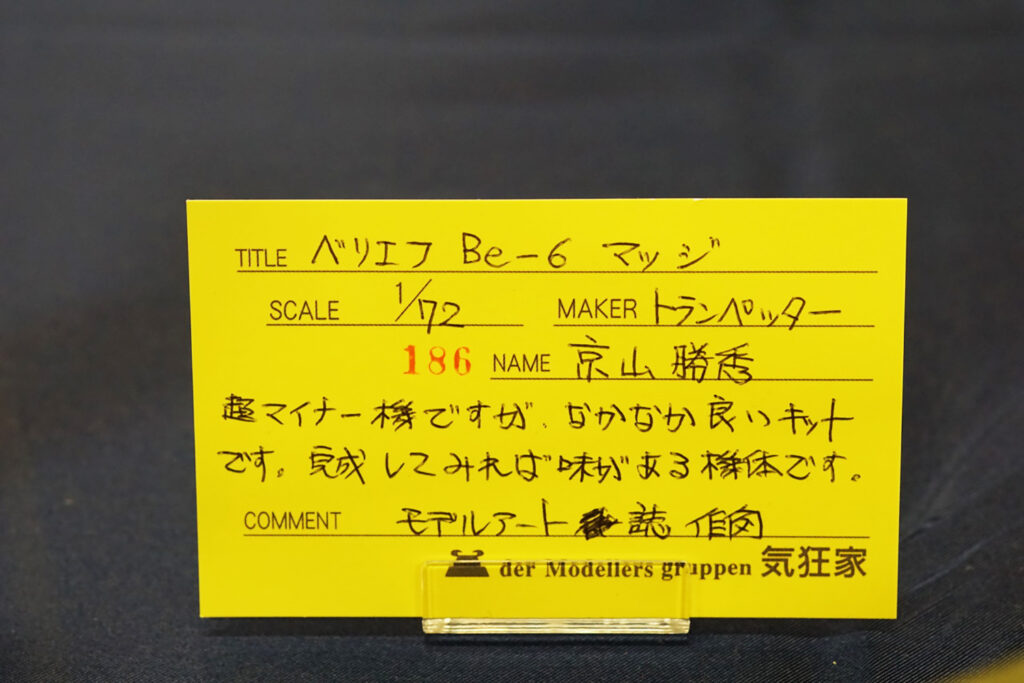 TITLE ベリエフ Be-6 マッジ
SCALE 1/72 MAKER トランペッター
186 NAME 京山 勝秀
超マイナー機ですが、なかなか良いキット
です。完成してみれば味がある機体です。
COMMENT モデルアート 誌 作例
der Modellers gruppen 気狂家